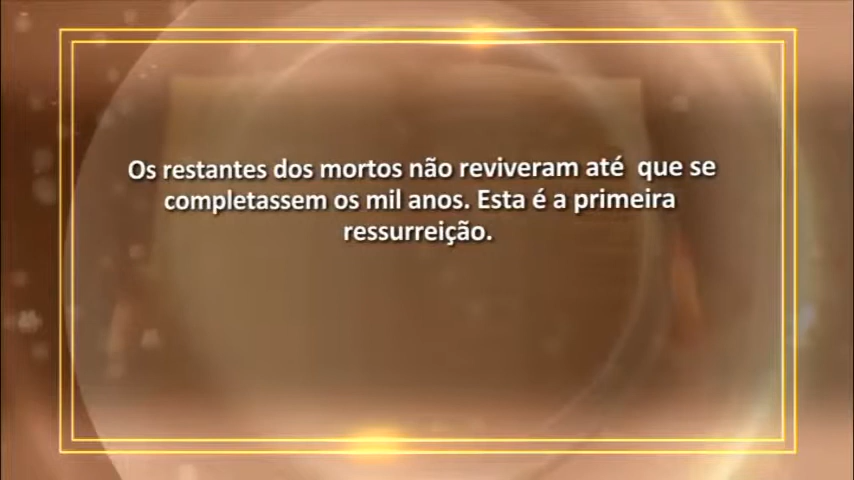 Os restantes dos mortos não reviveram até  que se
completassem os mil anos. Esta é a primeira
ressurreição.